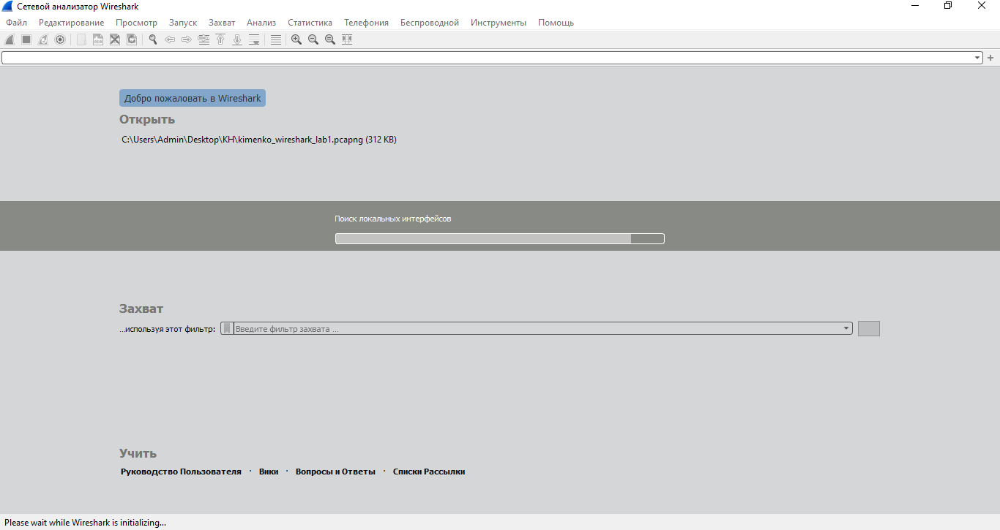 Сетевой анализатор Wireshark
Файл Редактирование Просмотр Запуск Захват Анализ Статистика Телефония Беспроводной Инструменты Помощь
Добро пожаловать в Wireshark
Открыть
C:\Users\Admin\Desktop\KH\kimenko_wireshark_lab1.pcapng (312 KB)
Поиск локальных интерфейсов
Захват
...используя этот фильтр: Введите фильтр захвата ...
Учить
Руководство Пользователя · Вики · Вопросы и Ответы · Списки Рассылки
Please wait while Wireshark is initializing...